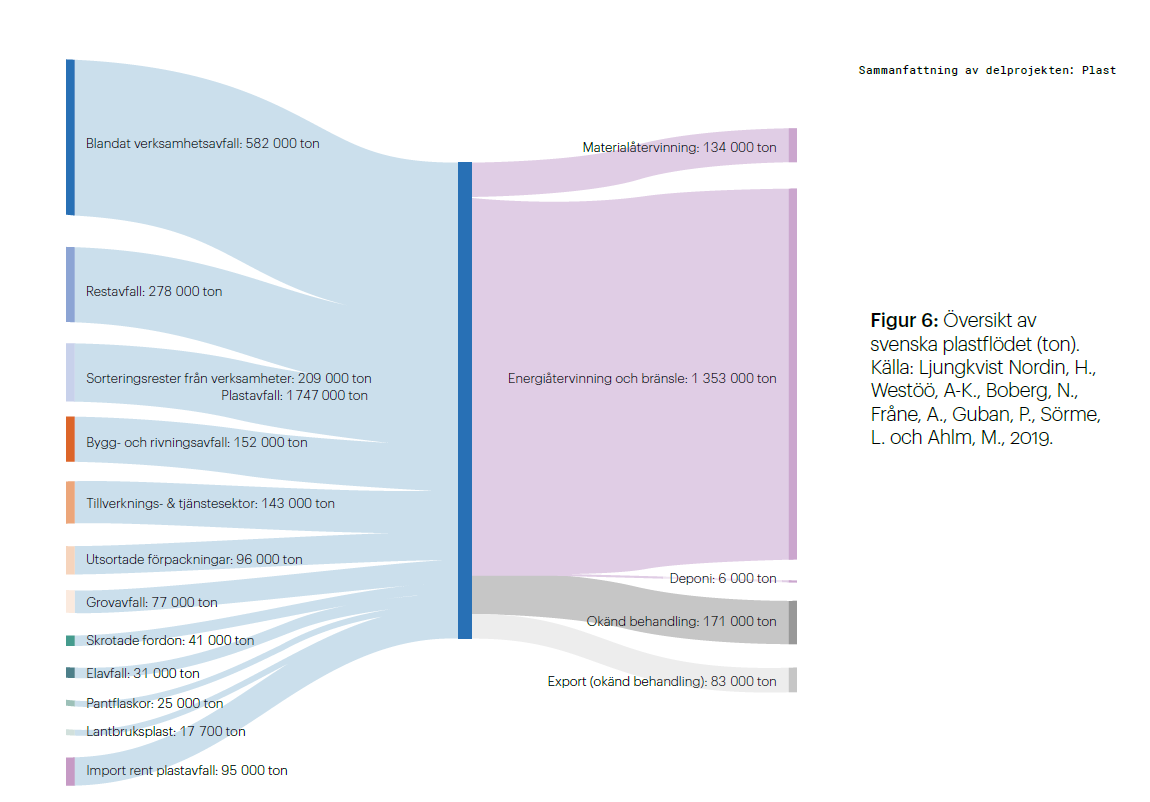 Sammanfattning av delprojekten: Plast
Blandat verksamhetsavfall: 582 000 ton
Restavfall: 278 000 ton
Sorteringsrester från verksamheter: 209 000 ton
Plastavfall: 1 747 000 ton
Bygg- och rivningsavfall: 152 000 ton
Tillverknings- & tjänstesektor: 143 000 ton
Utsortade förpackningar: 96 000 ton
Grovavfall: 77 000 ton
Skrotade fordon: 41 000 ton
Elavfall: 31 000 ton
Pantflaskor: 25 000 ton
Lantbruksplast: 17 700 ton
Import rent plastavfall: 95 000 ton
Materialåtervinning: 134 000 ton
Energiåtervinning och bränsle: 1 353 000 ton
Deponi: 6 000 ton
Okänd behandling: 171 000 ton
Export (okänd behandling): 83 000 ton
Figur 6: Översikt av
svenska plastflödet (ton).
Källa: Ljungkvist Nordin, H.,
Westöö, A-K., Boberg, N.,
Fråne, A., Guban, P., Sörme,
L. och Ahlm, M., 2019.